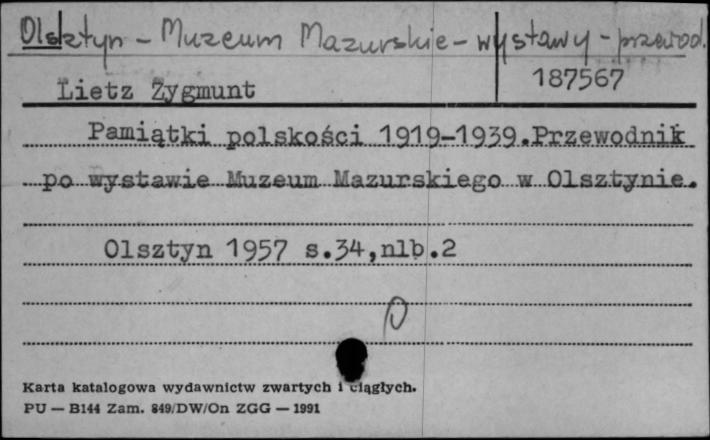 Olsztyn - Muzeum Mazurskie - wystawy - przewod.
Lietz Zygmunt
187567
Pamiątki polskości 1919-1939.Przewodnik
po wystawie Muzeum Mazurskiego w Olsztynie.
Olsztyn 1957 s.34,nlb.2
Karta katalogowa wydawnictw zwartych i ciągłych.
PU — B144 Zam. 849/DW/On ZGG — 1991